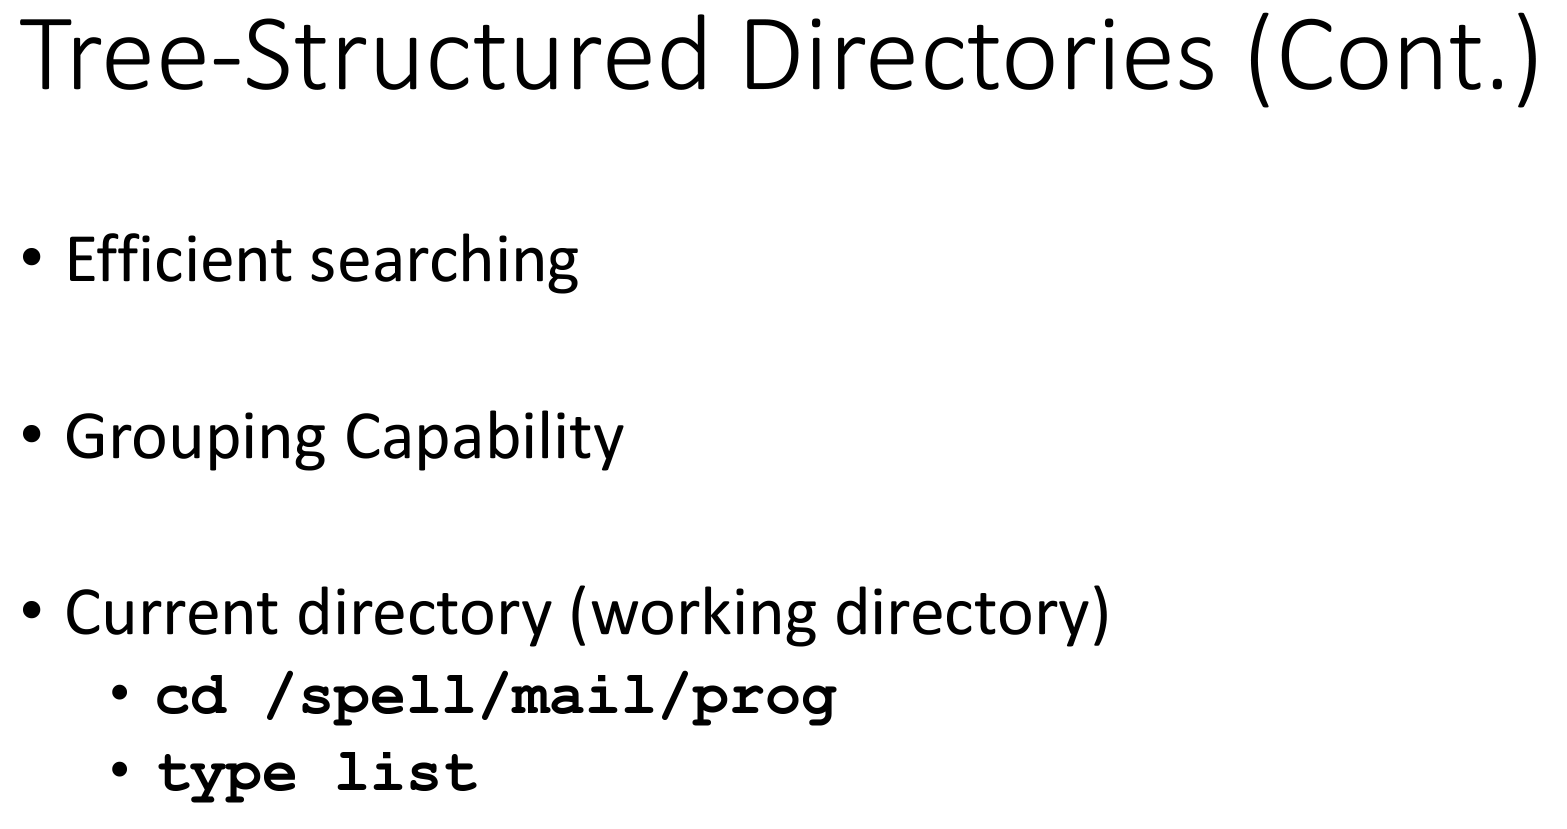 Tree-Structured Directories (Cont.)
• Efficient searching
• Grouping Capability
• Current directory (working directory)
• cd /spell/mail/prog
• type list